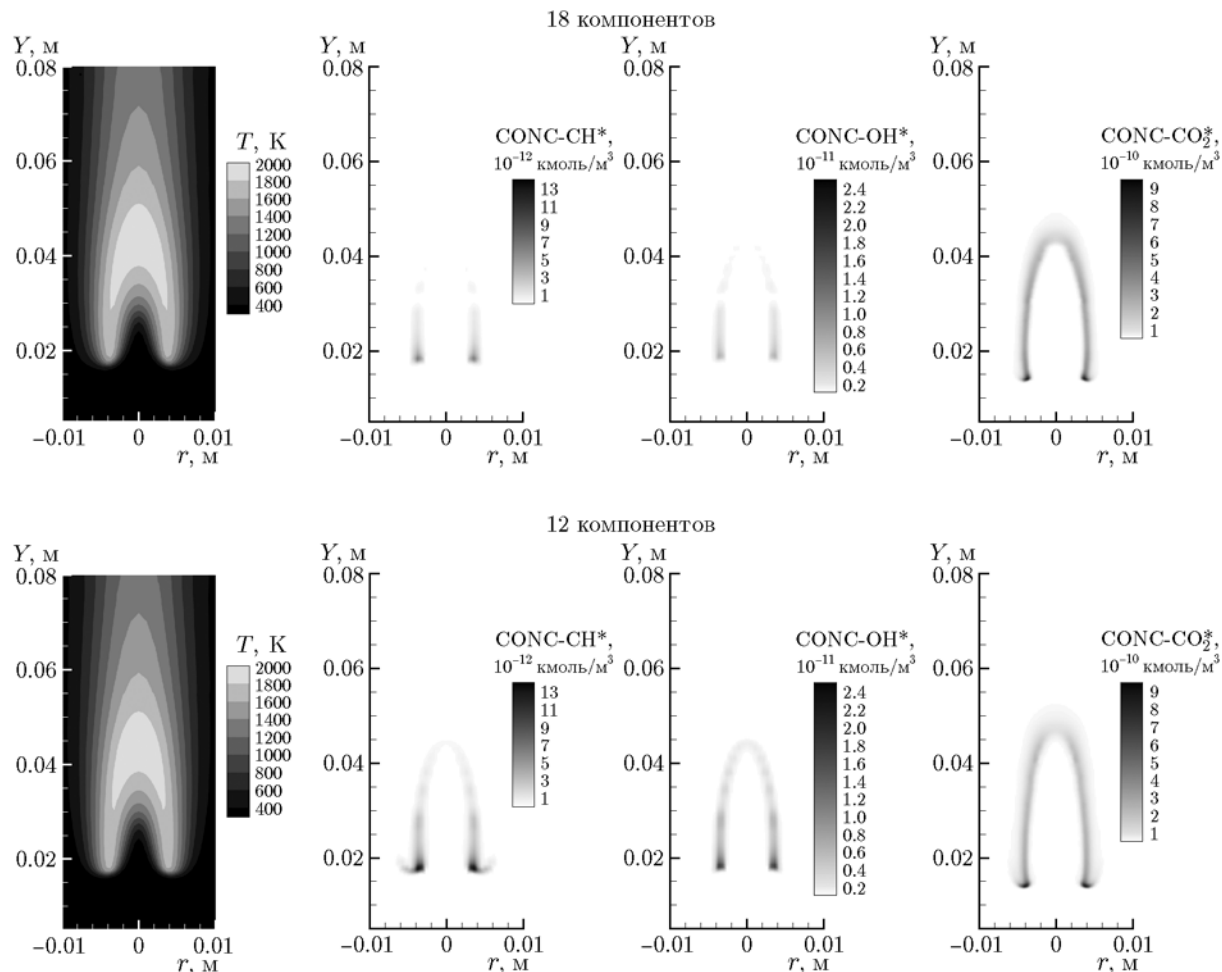 18 компонентов
Y, м
0.08
0.06
0.04
0.02
−0.01 0 0.01
r, м
T, К
2000
1800
1600
1400
1200
1000
800
600
400
Y, м
0.08
0.06
0.04
0.02
−0.01 0 0.01
r, м
CONC-CH*,
10⁻¹² кмоль/м³
13
11
9
7
5
3
1
Y, м
0.08
0.06
0.04
0.02
−0.01 0 0.01
r, м
CONC-OH*,
10⁻¹¹ кмоль/м³
2.4
2.2
2.0
1.8
1.6
1.4
1.2
1.0
0.8
0.6
0.4
0.2
Y, м
0.08
0.06
0.04
0.02
−0.01 0 0.01
r, м
CONC-CO₂*,
10⁻¹⁰ кмоль/м³
9
8
7
6
5
4
3
2
1
12 компонентов
Y, м
0.08
0.06
0.04
0.02
−0.01 0 0.01
r, м
T, К
2000
1800
1600
1400
1200
1000
800
600
400
Y, м
0.08
0.06
0.04
0.02
−0.01 0 0.01
r, м
CONC-CH*,
10⁻¹² кмоль/м³
13
11
9
7
5
3
1
Y, м
0.08
0.06
0.04
0.02
−0.01 0 0.01
r, м
CONC-OH*,
10⁻¹¹ кмоль/м³
2.4
2.2
2.0
1.8
1.6
1.4
1.2
1.0
0.8
0.6
0.4
0.2
Y, м
0.08
0.06
0.04
0.02
−0.01 0 0.01
r, м
CONC-CO₂*,
10⁻¹⁰ кмоль/м³
9
8
7
6
5
4
3
2
1